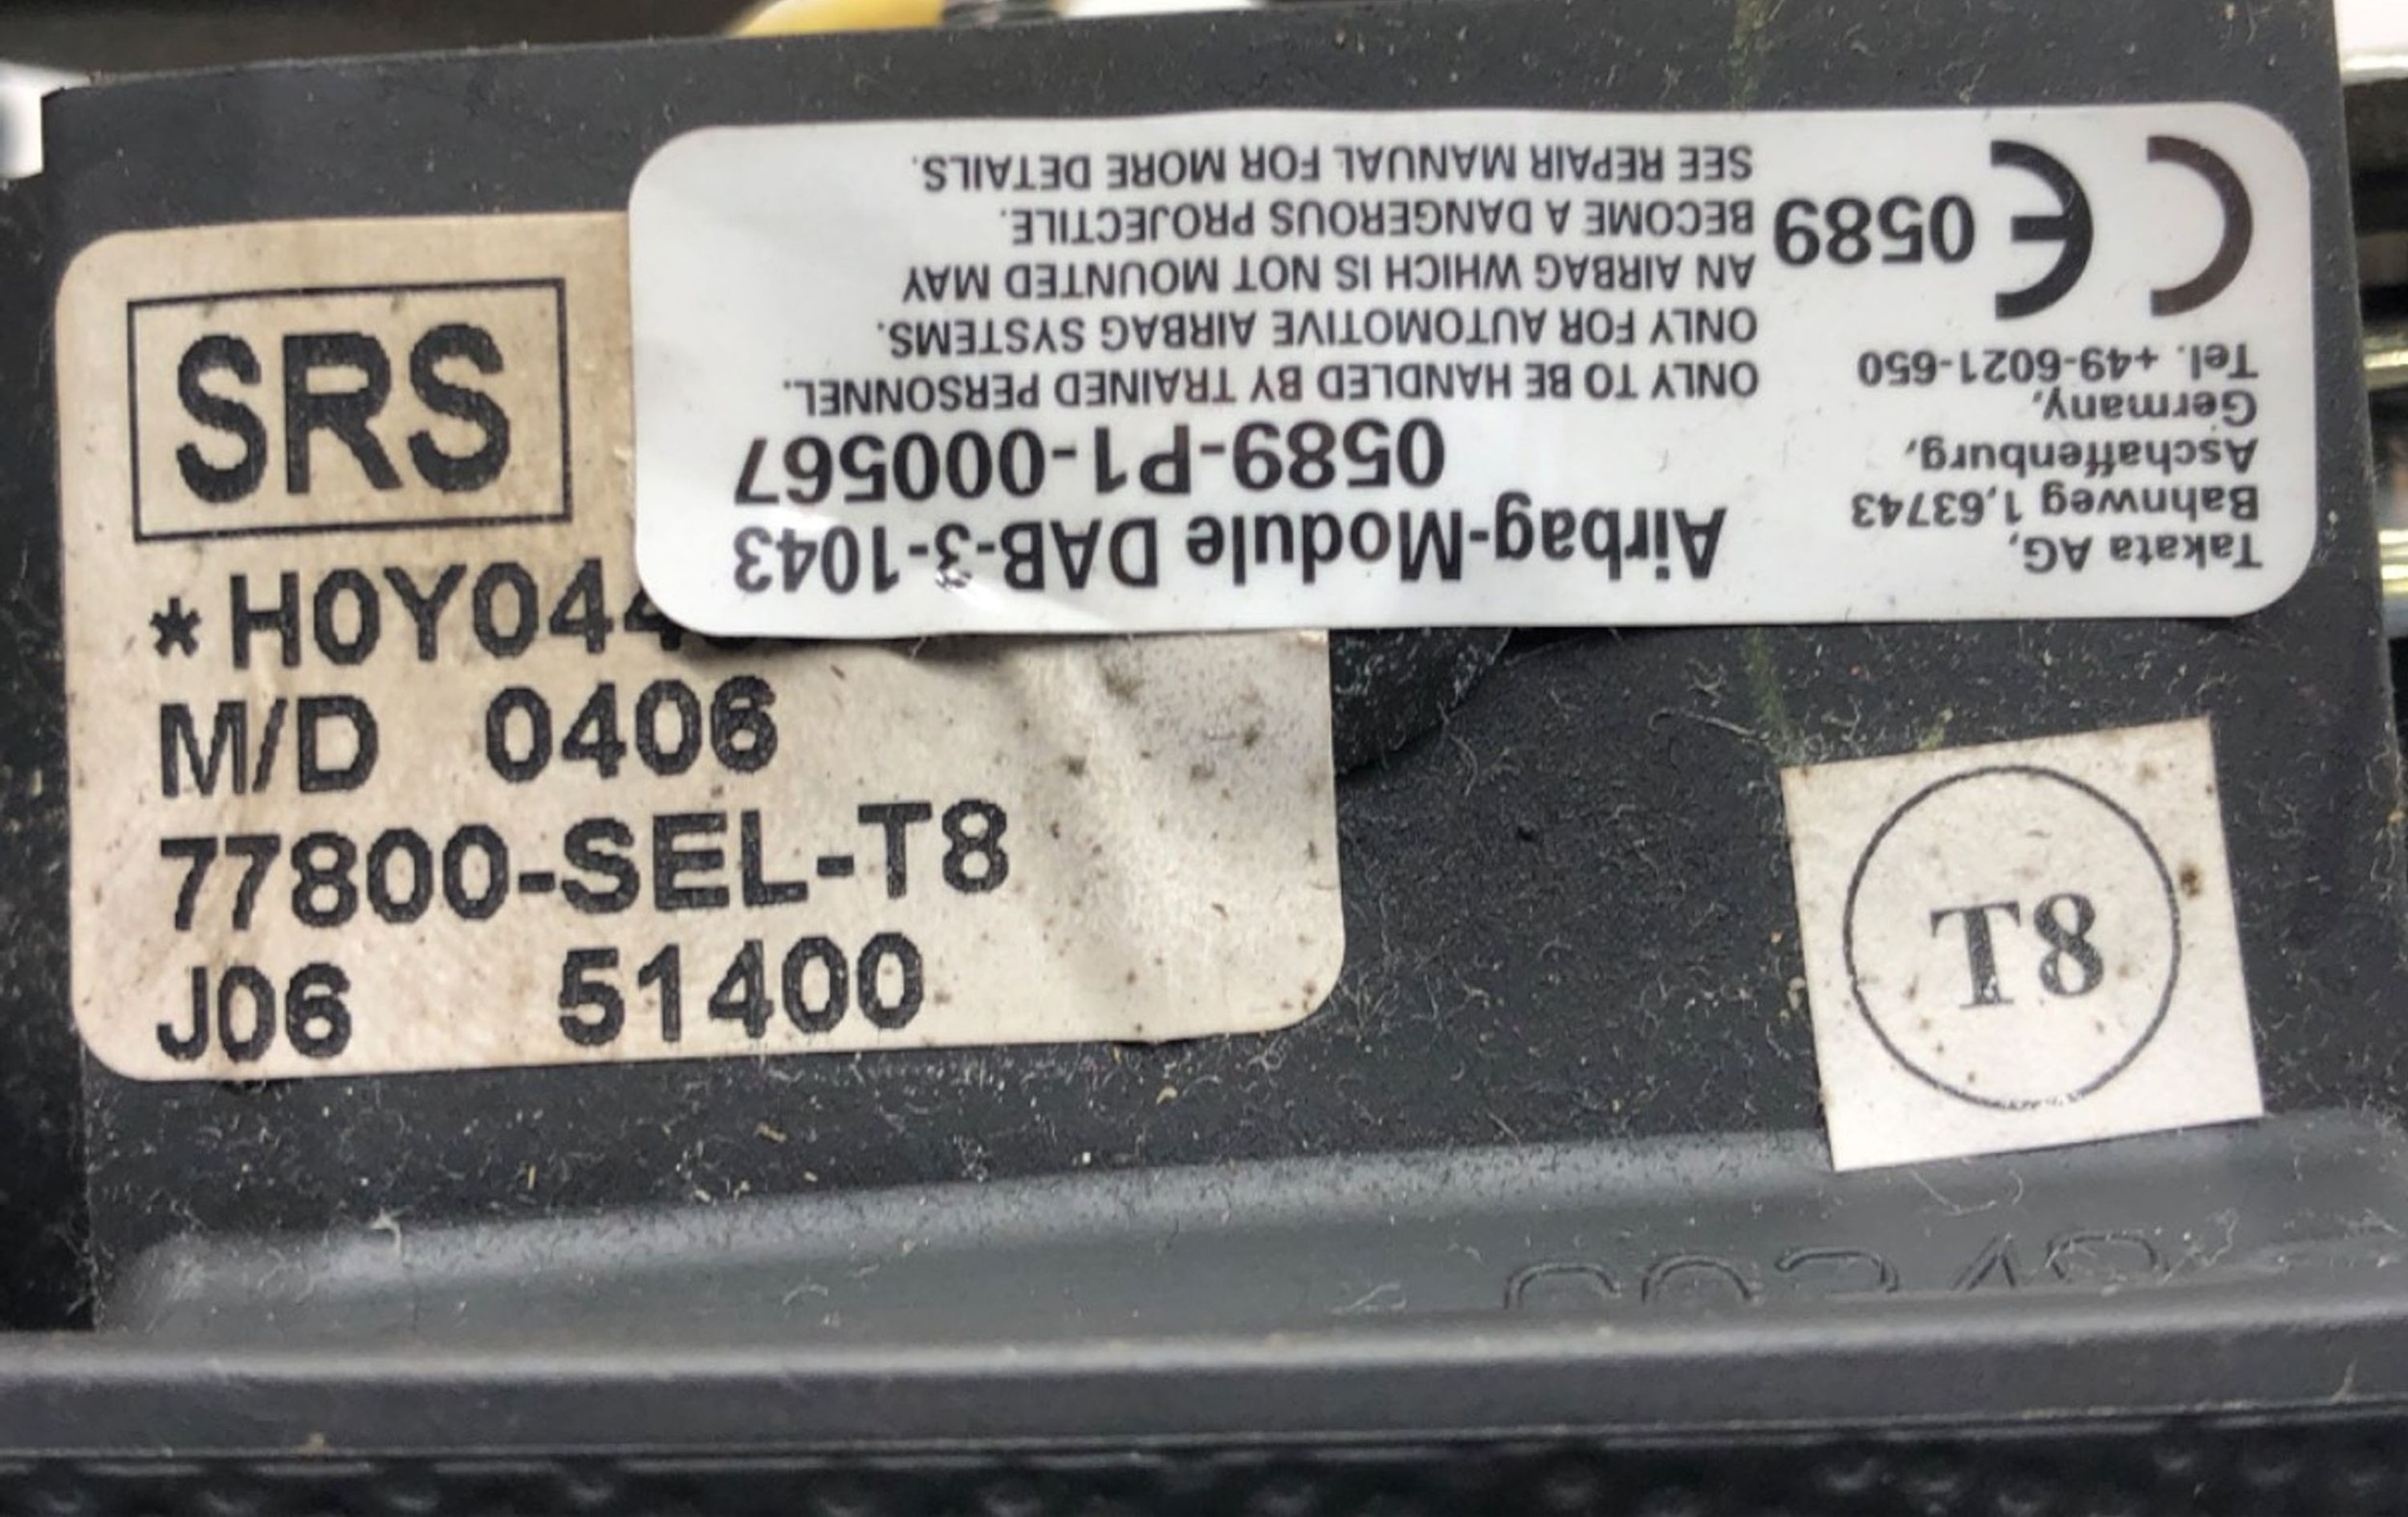 SRS
M/D 0406
77800-SEL-T8
J06 51400
Takata AG,
Bahnweg 1,63743
Aschaffenburg,
Germany,
Tel. +49-6021-650
CE 0589
Airbag-Module DAB-3-1043
0589-P1-000567
ONLY TO BE HANDLED BY TRAINED PERSONNEL.
ONLY FOR AUTOMOTIVE AIRBAG SYSTEMS.
AN AIRBAG WHICH IS NOT MOUNTED MAY
BECOME A DANGEROUS PROJECTILE.
SEE REPAIR MANUAL FOR MORE DETAILS.
T8